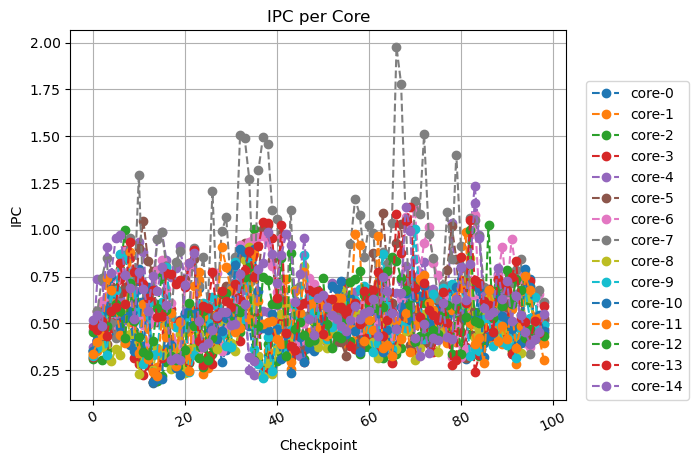 IPC per Core
2.00
1.75
1.50
1.25
1.00
0.75
0.50
0.25
IPC
0
20
40
60
80
100
Checkpoint
core-0
core-1
core-2
core-3
core-4
core-5
core-6
core-7
core-8
core-9
core-10
core-11
core-12
core-13
core-14